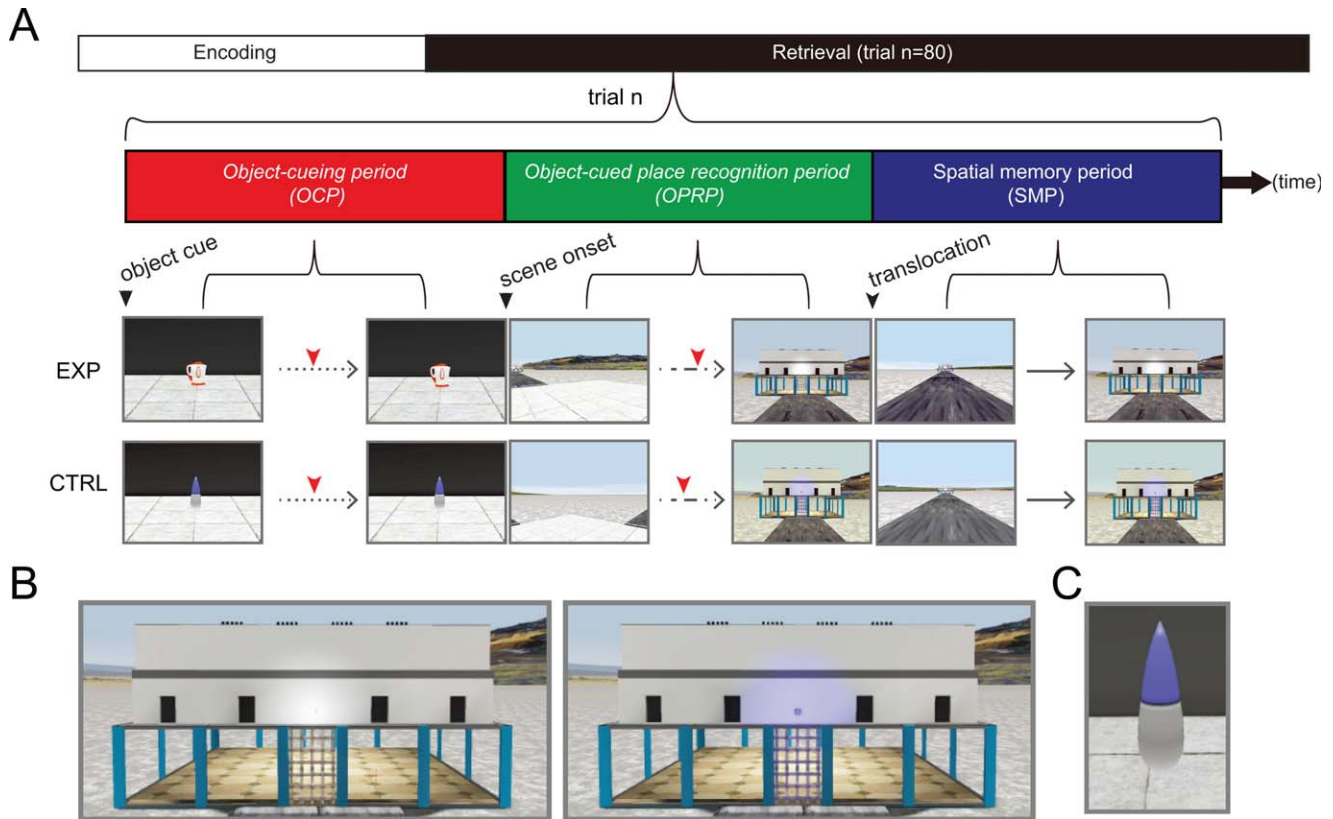 A
Encoding
Retrieval (trial n=80)
trial n
Object-cueing period
(OCP)
Object-cued place recognition period
(OPRP)
Spatial memory period
(SMP)
(time)
object cue
scene onset
translocation
EXP
CTRL
B
C